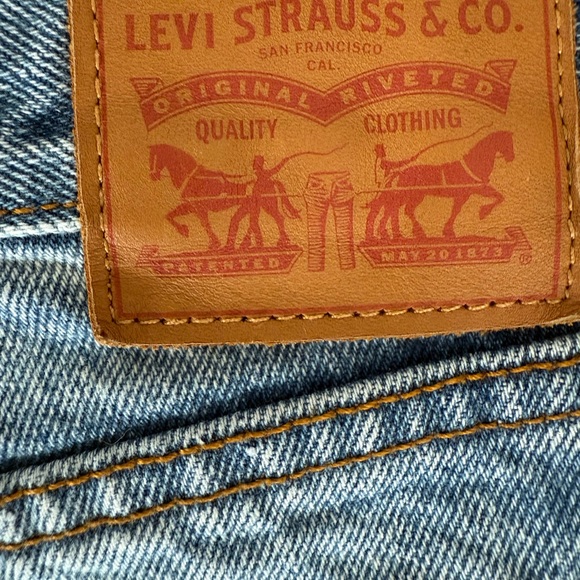 LEVI STRAUSS & CO.
SAN FRANCISCO
CAL.
ORIGINAL RIVETED
QUALITY CLOTHING
PATENTED MAY 20 1873 ®